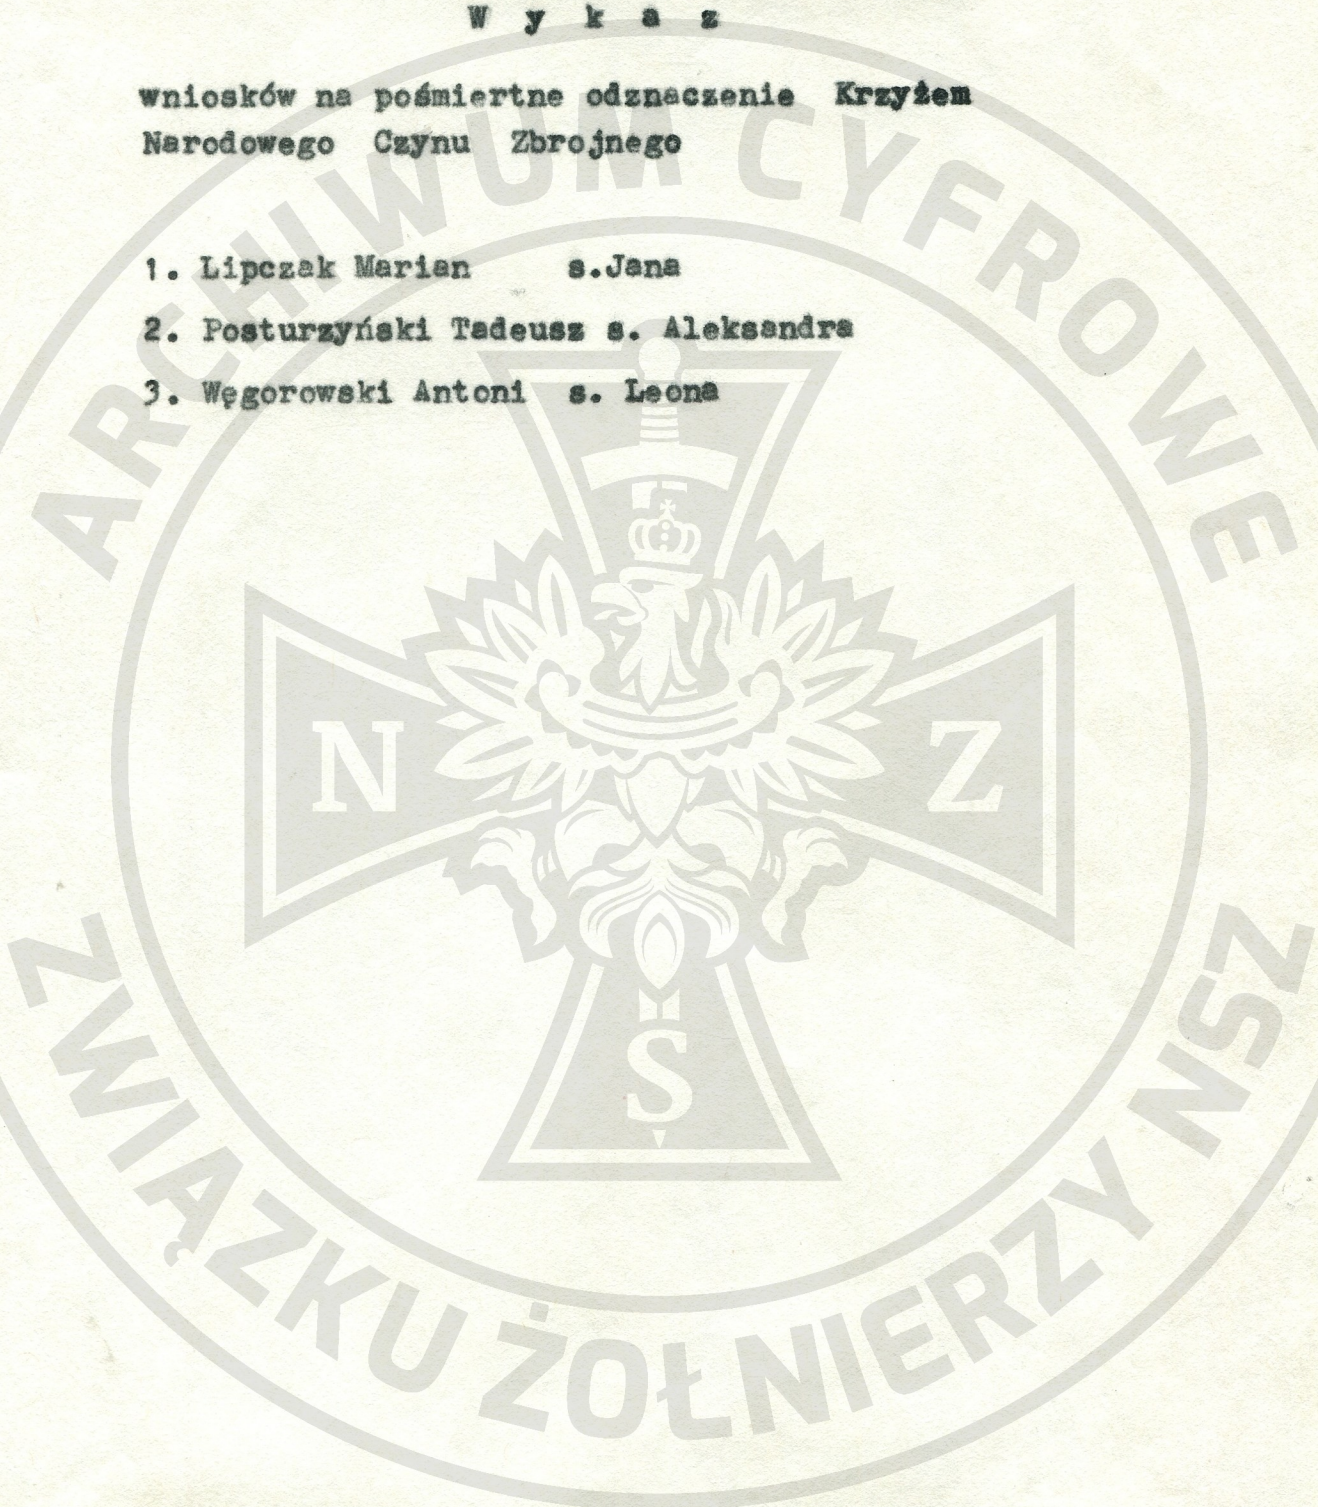 W y k a z
wniosków na pośmiertne odznaczenie Krzyżem
Narodowego Czynu Zbrojnego
1. Lipczak Marian s.Jana
2. Posturzyński Tadeusz s. Aleksandra
3. Węgorowski Antoni s. Leona
ARCHIWUM CYFROWE
N Z
S
ZWIĄZKU ŻOŁNIERZY NSZ